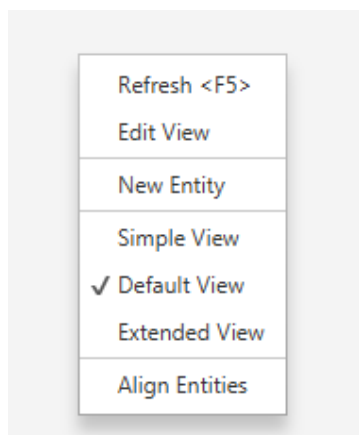 Refresh <F5>
Edit View
New Entity
Simple View
✓ Default View
Extended View
Align Entities